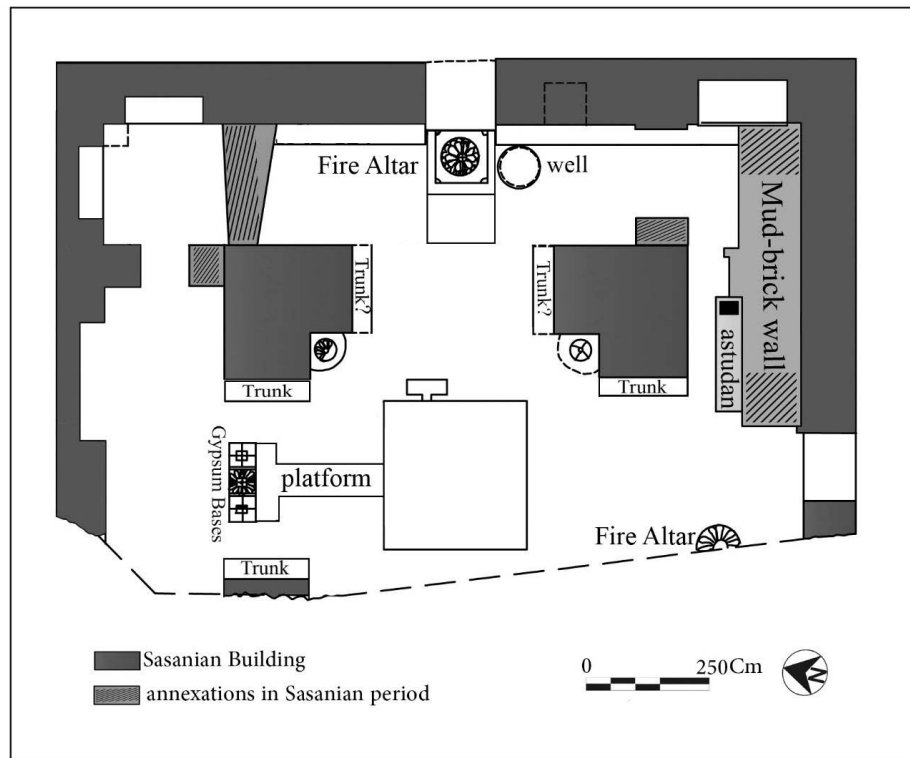 Fire Altar
well
Mud-brick wall
Trunk?
Trunk?
astudan
Trunk
Trunk
Gypsum Bases
platform
Fire Altar
Trunk
Sasanian Building
annexations in Sasanian period
0 250Cm
N